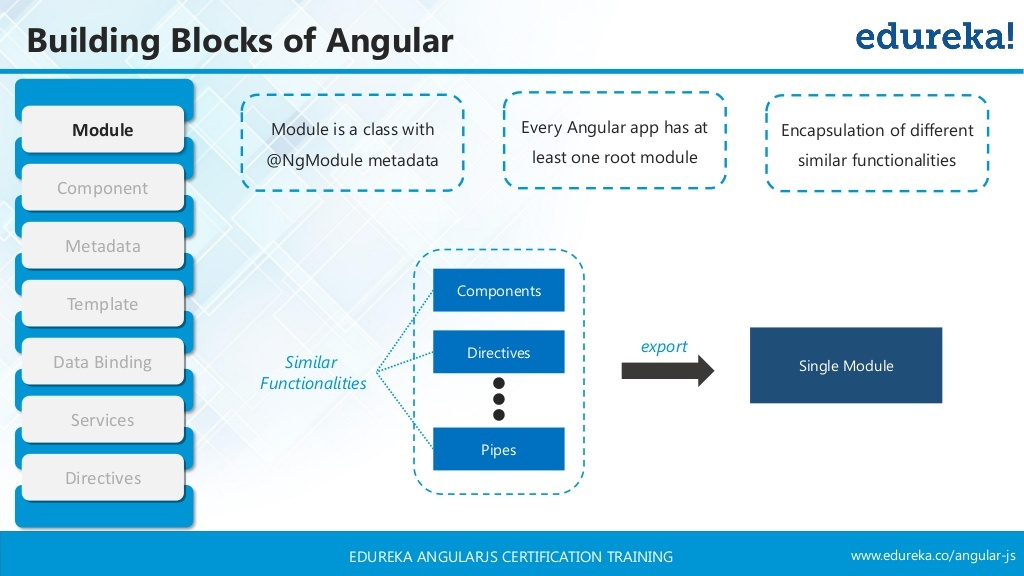 Building Blocks of Angular
edureka!
Module
Component
Metadata
Template
Data Binding
Services
Directives
Module is a class with
@NgModule metadata
Every Angular app has at
least one root module
Encapsulation of different
similar functionalities
Similar
Functionalities
Components
Directives
Pipes
export
Single Module
EDUREKA ANGULARJS CERTIFICATION TRAINING
www.edureka.co/angular-js